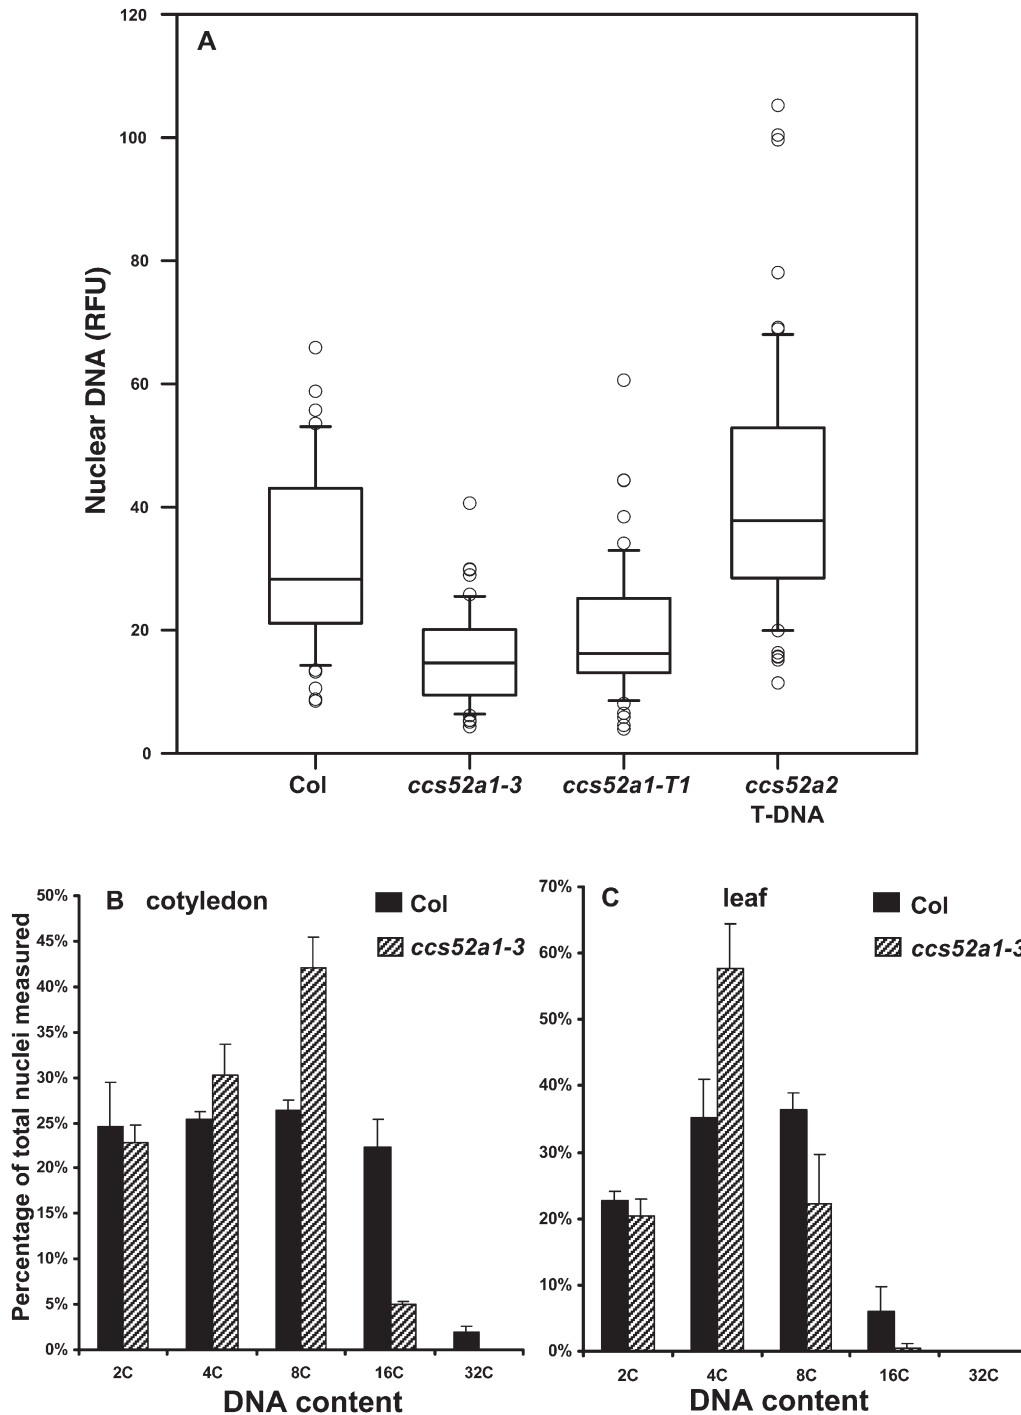 A
120
100
80
60
40
20
0
Nuclear DNA (RFU)
Col
ccs52a1-3
ccs52a1-T1
ccs52a2
T-DNA
B cotyledon
Col
ccs52a1-3
50%
45%
40%
35%
30%
25%
20%
15%
10%
5%
0%
Percentage of total nuclei measured
2C 4C 8C 16C 32C
DNA content
C leaf
Col
ccs52a1-3
70%
60%
50%
40%
30%
20%
10%
0%
2C 4C 8C 16C 32C
DNA content